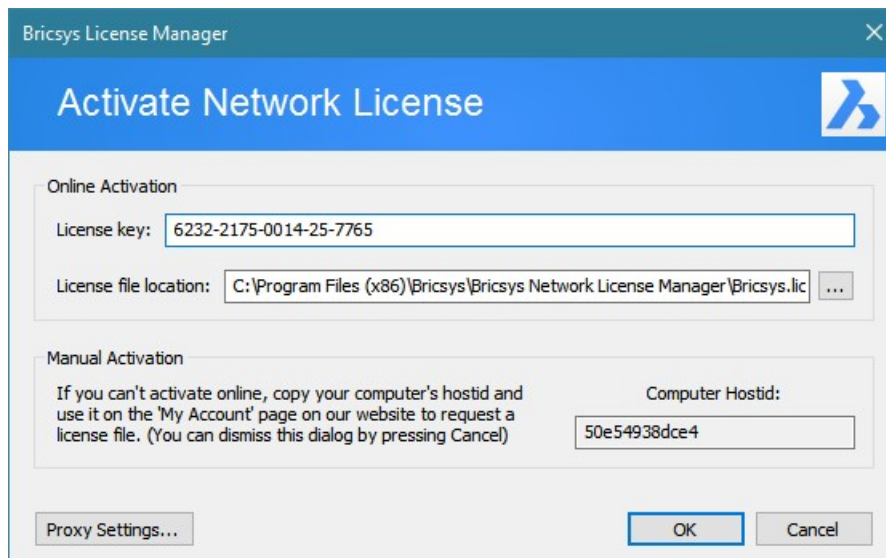 Bricsys License Manager
Activate Network License
Online Activation
License key: 6232-2175-0014-25-7765
License file location: C:\Program Files (x86)\Bricsys\Bricsys Network License Manager\Bricsys.lic ...
Manual Activation
If you can't activate online, copy your computer's hostid and
use it on the 'My Account' page on our website to request a
license file. (You can dismiss this dialog by pressing Cancel)
Computer Hostid:
50e54938dce4
Proxy Settings... OK Cancel